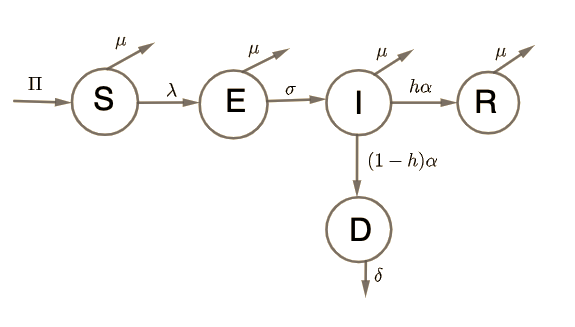 μ μ μ μ
Π λ σ hα
S E I R
(1 − h)α
D
δ